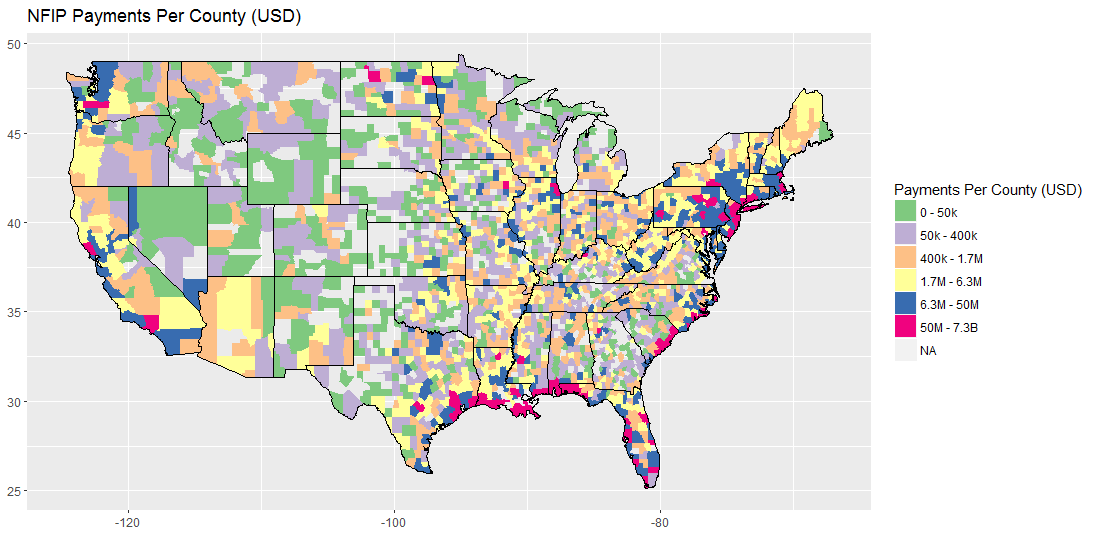 NFIP Payments Per County (USD)
50
45
40
35
30
25
-120
-100
-80
Payments Per County (USD)
0 - 50k
50k - 400k
400k - 1.7M
1.7M - 6.3M
6.3M - 50M
50M - 7.3B
NA